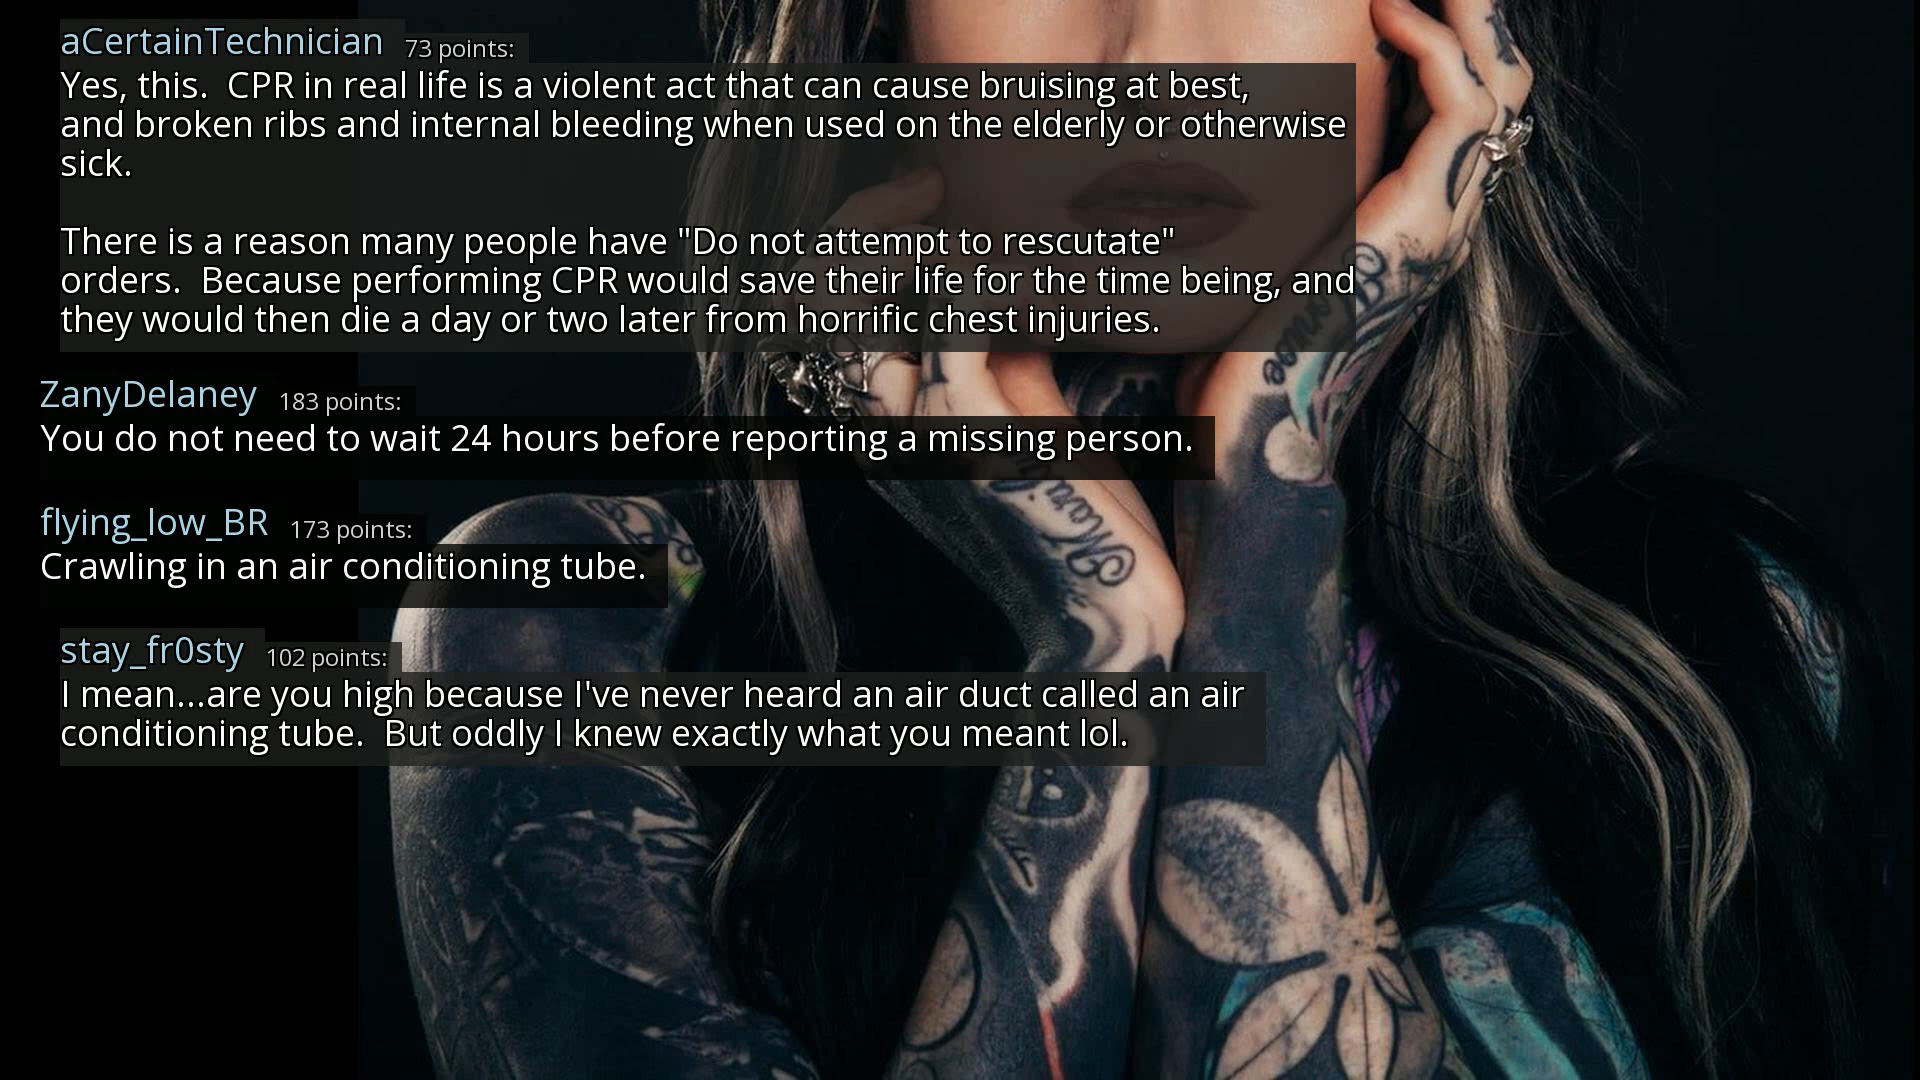 aCertainTechnician 73 points:
Yes, this.  CPR in real life is a violent act that can cause bruising at best,
and broken ribs and internal bleeding when used on the elderly or otherwise
sick.
There is a reason many people have "Do not attempt to rescutate"
orders.  Because performing CPR would save their life for the time being, and
they would then die a day or two later from horrific chest injuries.
ZanyDelaney 183 points:
You do not need to wait 24 hours before reporting a missing person.
flying_low_BR 173 points:
Crawling in an air conditioning tube.
stay_fr0sty 102 points:
I mean...are you high because I've never heard an air duct called an air
conditioning tube.  But oddly I knew exactly what you meant lol.